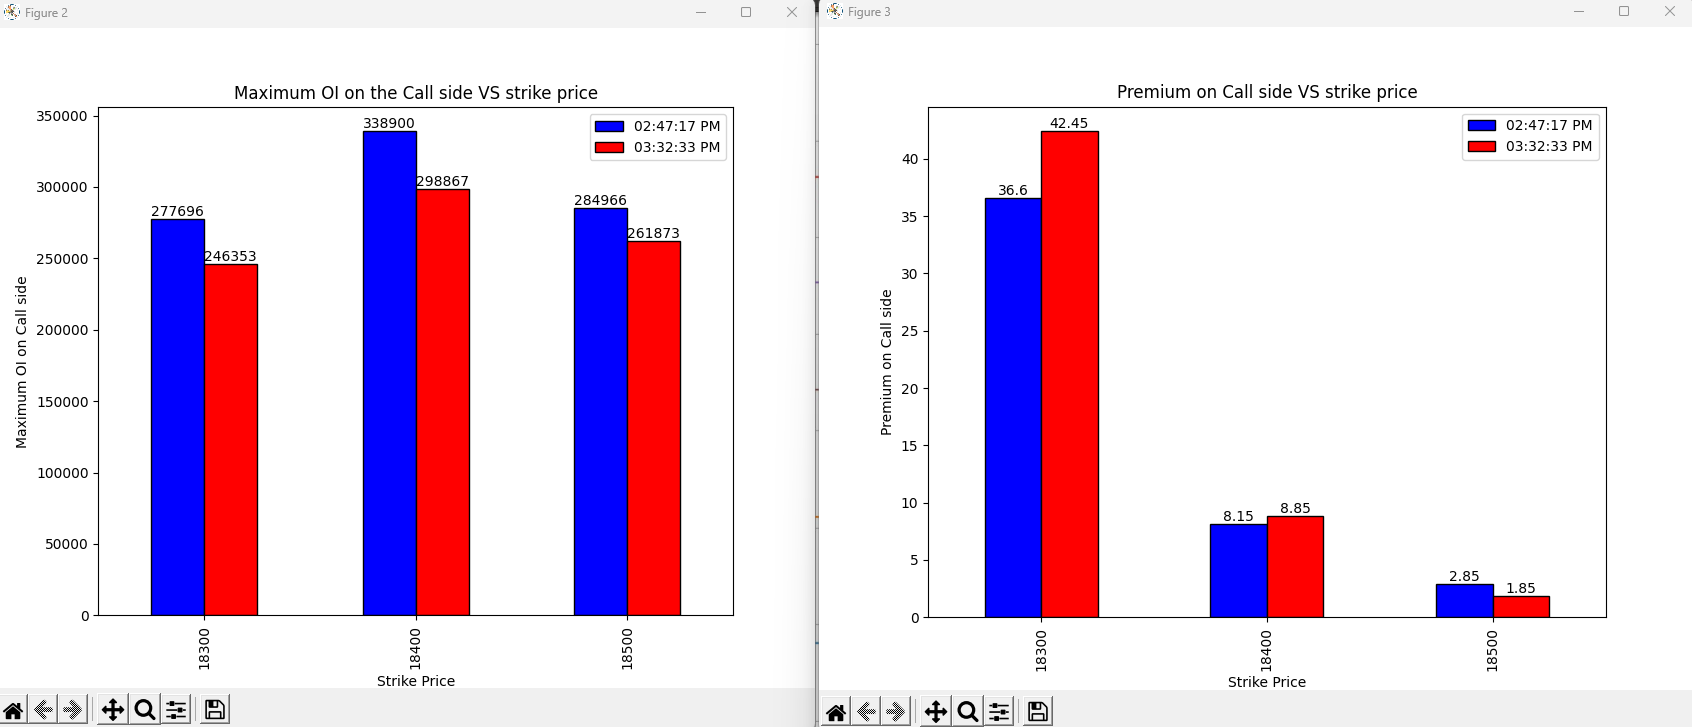 Figure 2
Maximum OI on the Call side VS strike price
Maximum OI on Call side
350000
300000
250000
200000
150000
100000
50000
0
277696
246353
338900
298867
284966
261873
02:47:17 PM
03:32:33 PM
18300
18400
18500
Strike Price
Figure 3
Premium on Call side VS strike price
Premium on Call side
40
35
30
25
20
15
10
5
0
36.6
42.45
8.15
8.85
2.85
1.85
02:47:17 PM
03:32:33 PM
18300
18400
18500
Strike Price